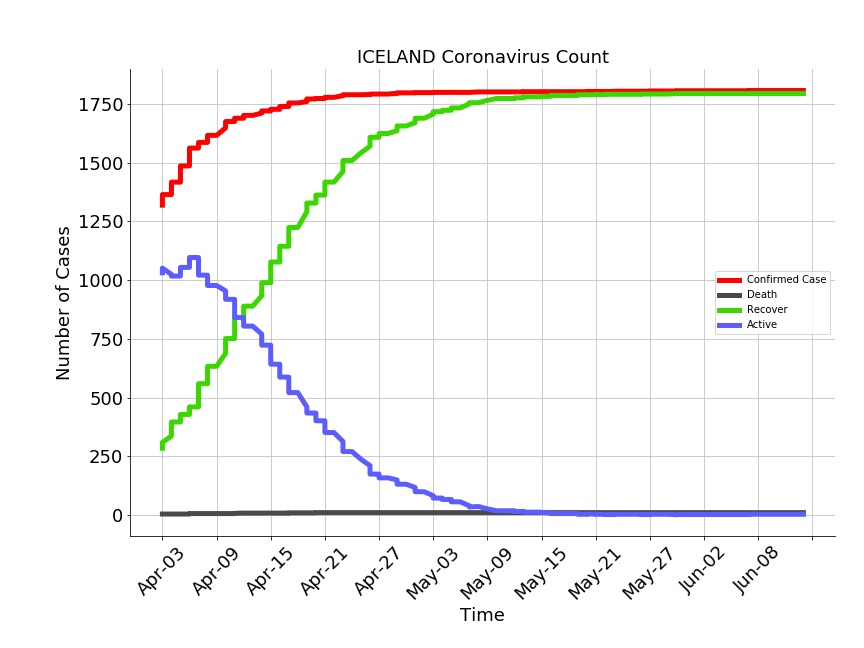 ICELAND Coronavirus Count
Number of Cases
1750
1500
1250
1000
750
500
250
0
Confirmed Case
Death
Recover
Active
Apr-03
Apr-09
Apr-15
Apr-21
Apr-27
May-03
May-09
May-15
May-21
May-27
Jun-02
Jun-08
Time